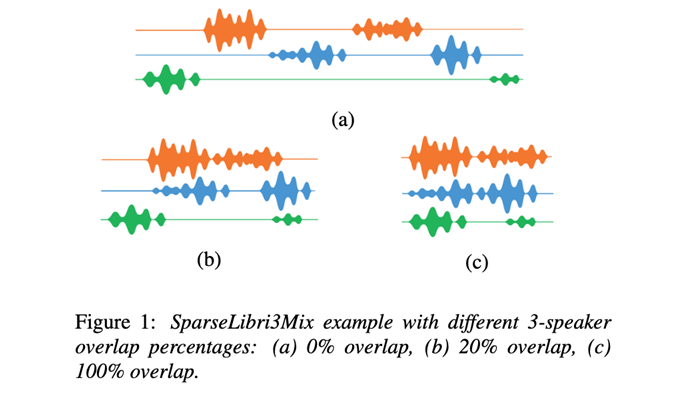 (a)
(b)
(c)
Figure 1: SparseLibri3Mix example with different 3-speaker
overlap percentages: (a) 0% overlap, (b) 20% overlap, (c)
100% overlap.